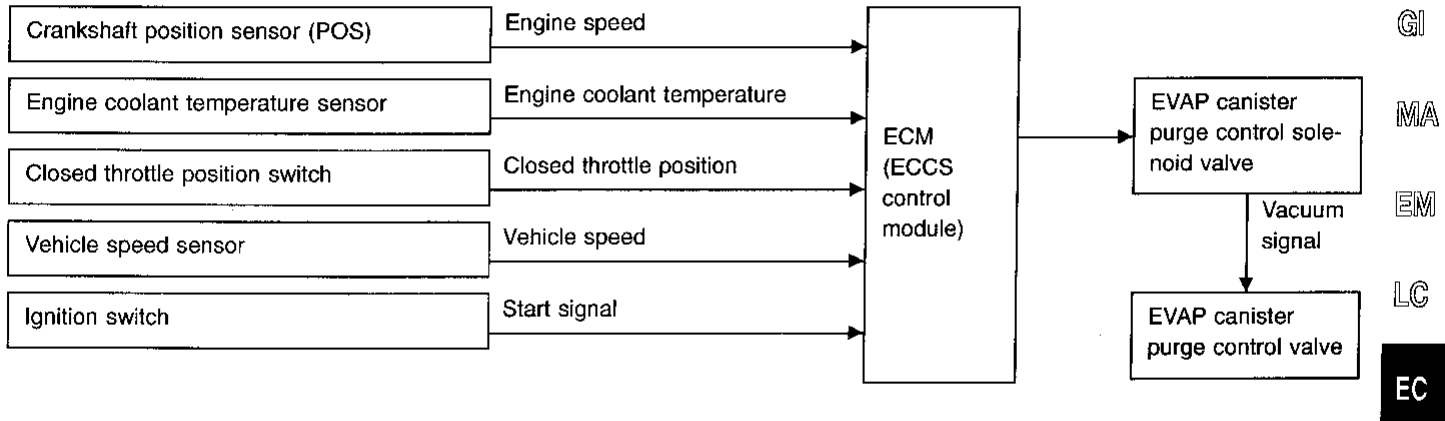 Crankshaft position sensor (POS)
Engine speed
Engine coolant temperature sensor
Engine coolant temperature
Closed throttle position switch
Closed throttle position
Vehicle speed sensor
Vehicle speed
Ignition switch
Start signal
ECM
(ECCS
control
module)
EVAP canister
purge control sole-
noid valve
Vacuum
signal
EVAP canister
purge control valve
GI
MA
EM
LC
EC